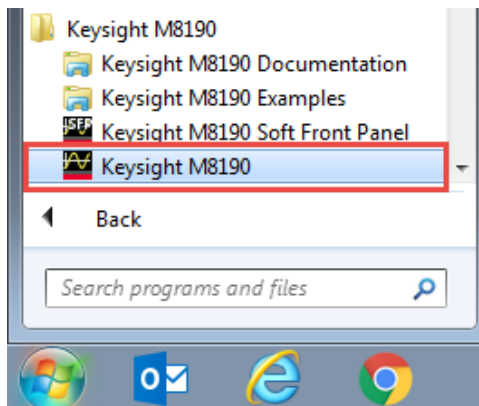 Keysight M8190
Keysight M8190 Documentation
Keysight M8190 Examples
JSFP
Keysight M8190 Soft Front Panel
Keysight M8190
Back
Search programs and files
O